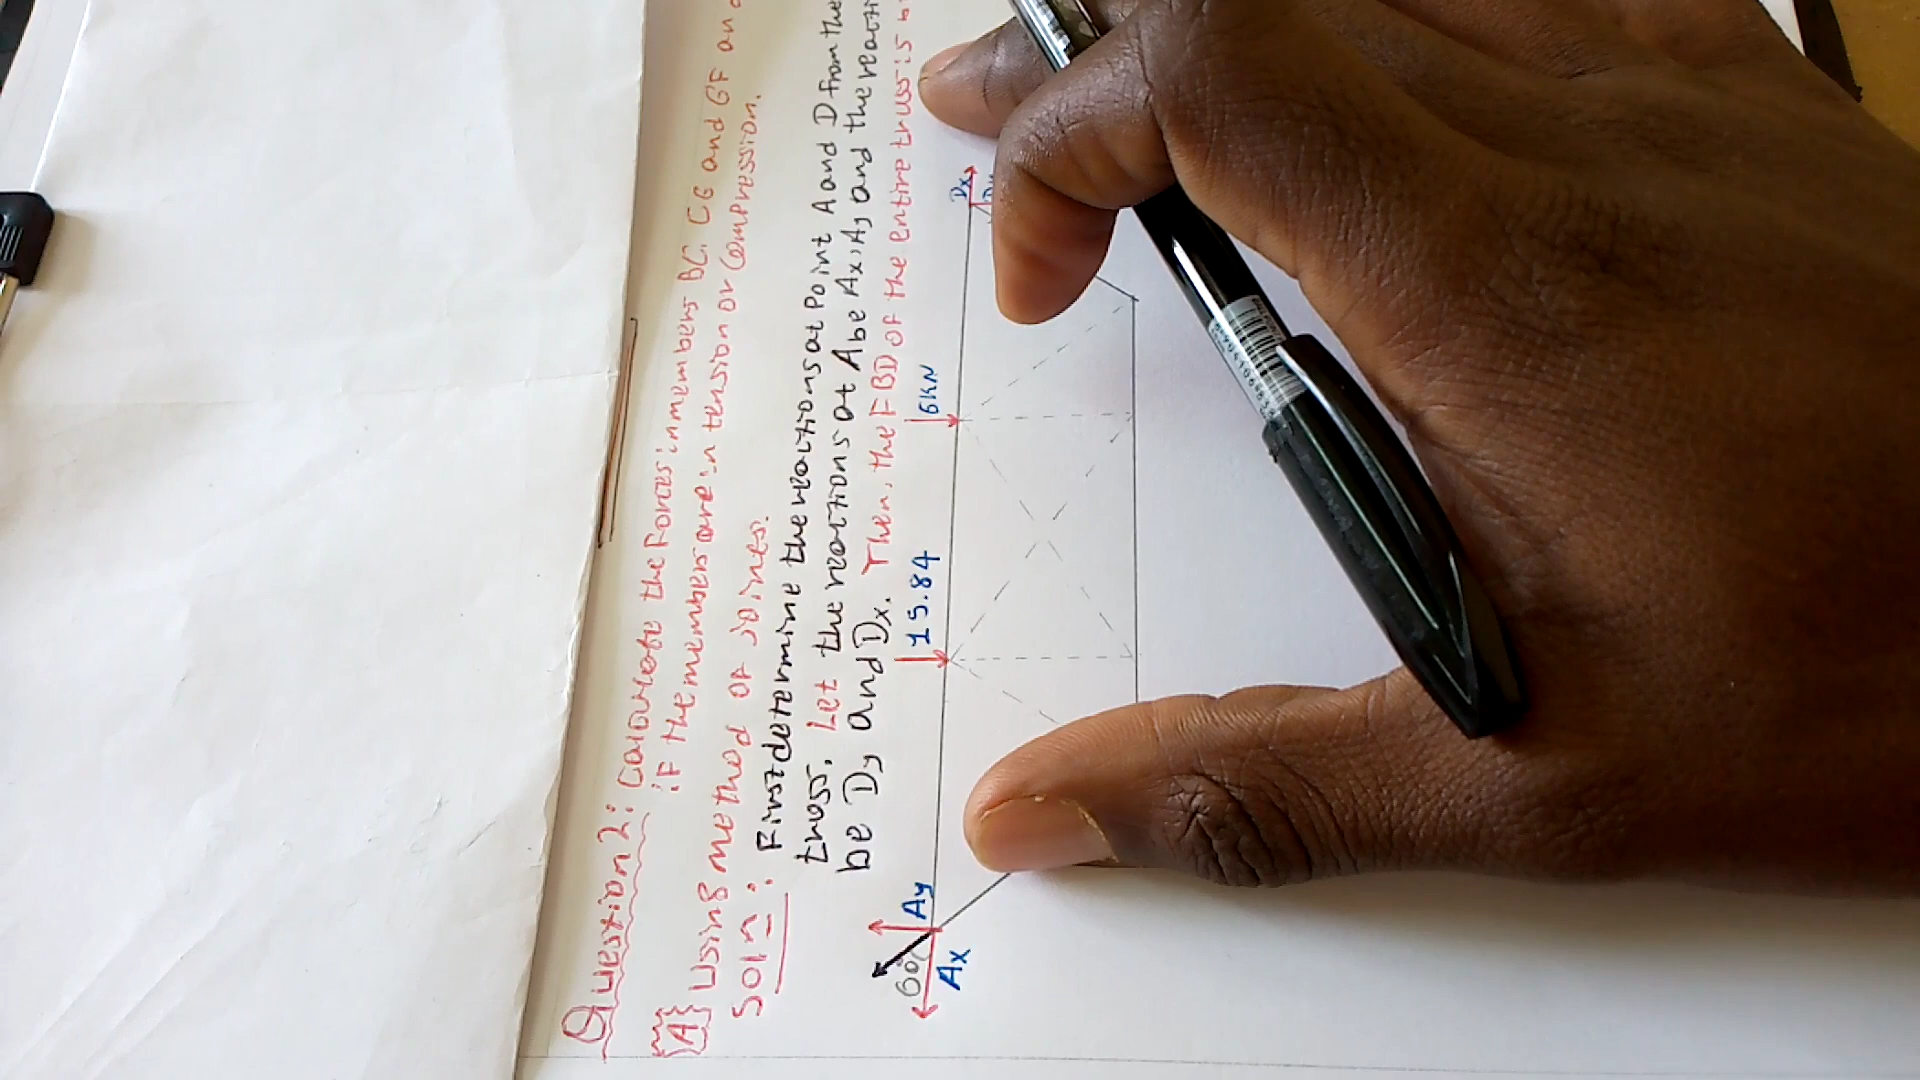 Question 2: Calculate the forces in members BC, CG and GF and
if the members are in tension or compression.
{A} Using method of joints.
Soln: First determine the reactions at Point A and D from the
truss. Let the reactions at A be Ax, Ay and the reacti
be Dy and Dx. Then, the FBD of the entire truss is
60° Ax Ay 15.84 6KN Dx